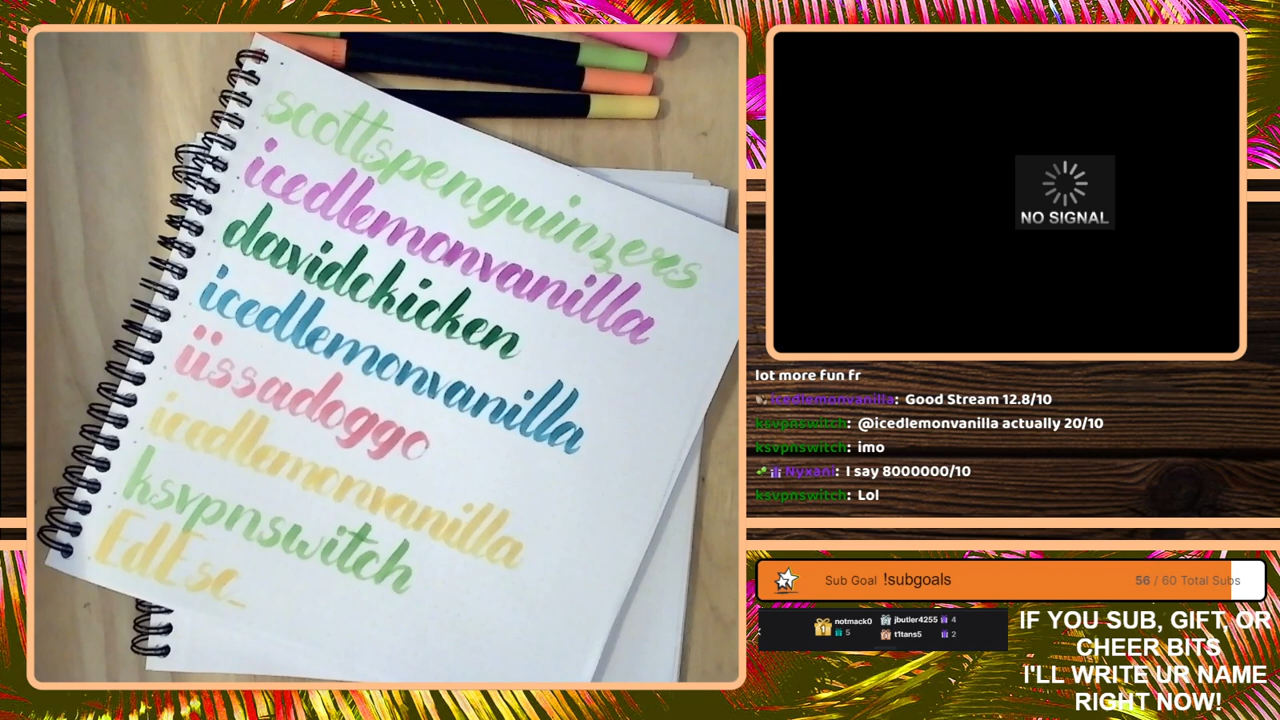 scottspenguinzers
icedlemonvanilla
davidchicken
icedlemonvanilla
iissadoggo
icedlemonvanilla
ksvpnswitch
EdEsc_
NO SIGNAL
lot more fun fr
icedlemonvanilla: Good Stream 12.8/10
ksvpnswitch: @icedlemonvanilla actually 20/10
ksvpnswitch: imo
Nyxani: I say 8000000/10
ksvpnswitch: Lol
Sub Goal !subgoals 56 / 60 Total Subs
1 notmack0 5
jbutler4255 4
t1tans5 2
IF YOU SUB, GIFT, OR
CHEER BITS
I'LL WRITE UR NAME
RIGHT NOW!